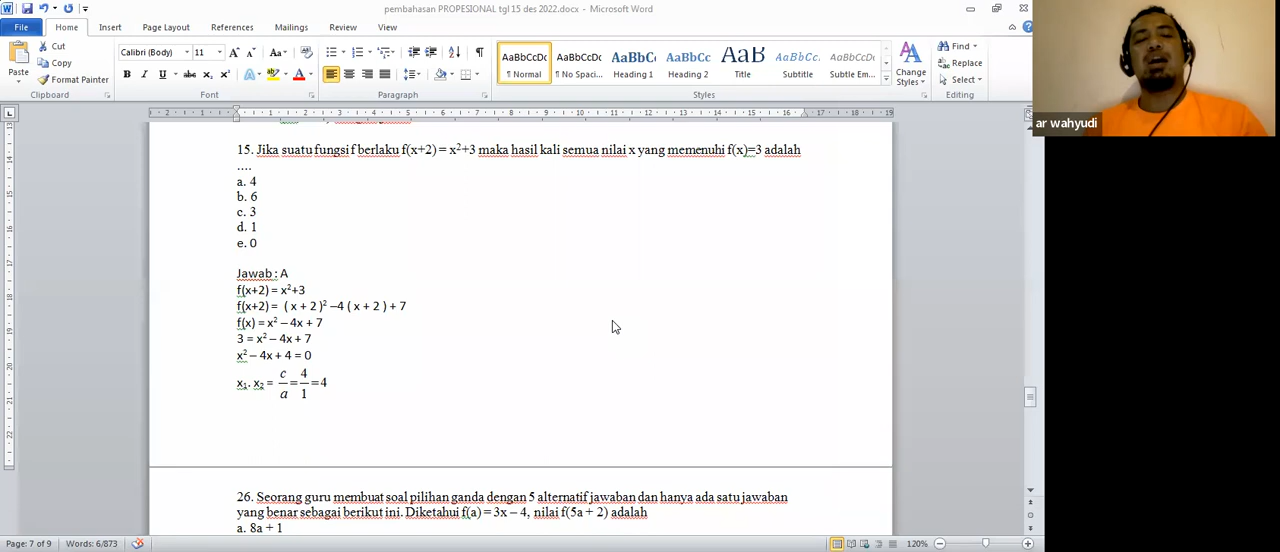 pembahasan PROPESIONAL tgl 15 des 2022.docx - Microsoft Word
File Home Insert Page Layout References Mailings Review View
Paste Cut Copy Format Painter Clipboard
Calibri (Body) 11 Font
Paragraph
AaBbCcDc ¶ Normal AaBbCcDc ¶ No Spaci... AaBbC Heading 1 AaBbCc Heading 2 AaB Title AaBbCc. Subtitle AaBbCcDc Subtle Em... Styles
Change Styles
Find Replace Select Editing
ar wahyudi
15. Jika suatu fungsi f berlaku f(x+2) = x²+3 maka hasil kali semua nilai x yang memenuhi f(x)=3 adalah
....
a. 4
b. 6
c. 3
d. 1
e. 0
Jawab : A
f(x+2) = x²+3
f(x+2) = ( x + 2 )² –4 ( x + 2 ) + 7
f(x) = x² – 4x + 7
3 = x² – 4x + 7
x² – 4x + 4 = 0
x₁. x₂ = c/a = 4/1 = 4
26. Seorang guru membuat soal pilihan ganda dengan 5 alternatif jawaban dan hanya ada satu jawaban
yang benar sebagai berikut ini. Diketahui f(a) = 3x – 4, nilai f(5a + 2) adalah
a. 8a + 1
Page: 7 of 9 Words: 6/873 120%